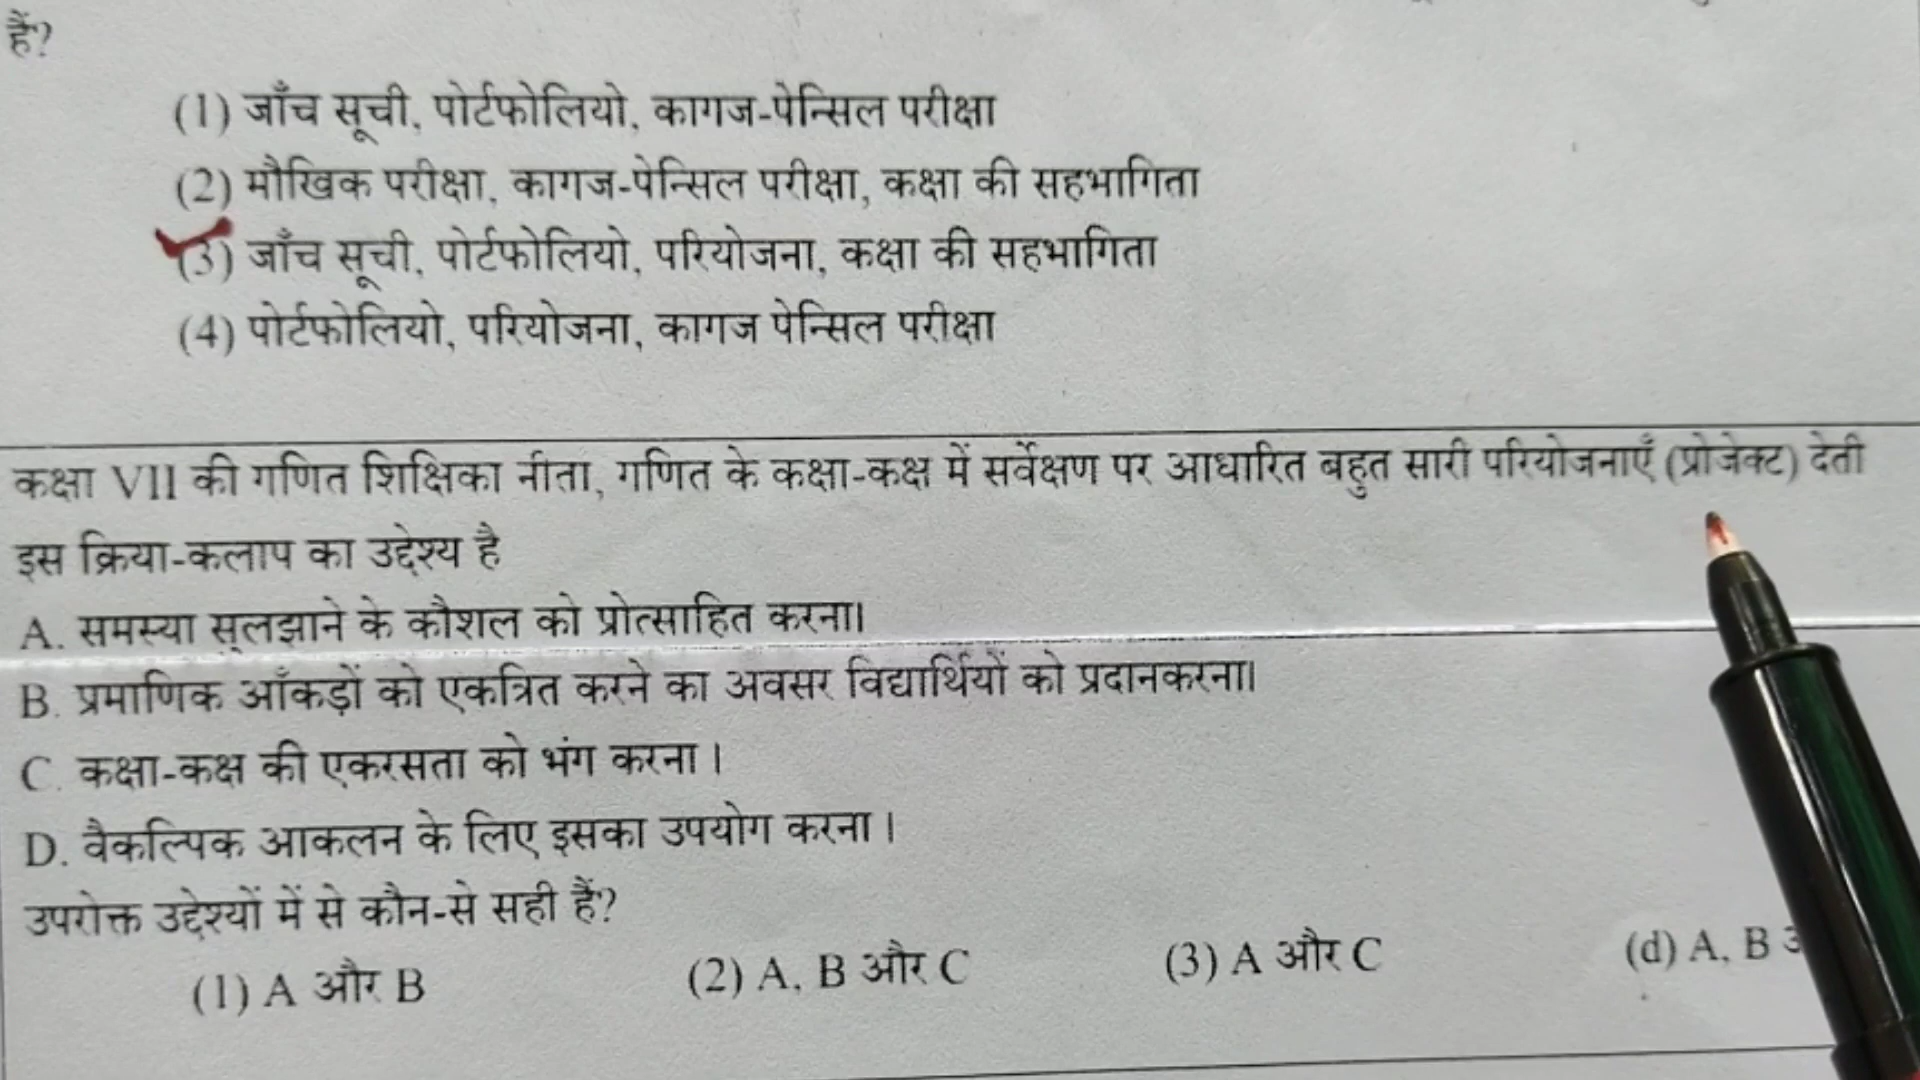 हैं?
(1) जाँच सूची, पोर्टफोलियो, कागज-पेन्सिल परीक्षा
(2) मौखिक परीक्षा, कागज-पेन्सिल परीक्षा, कक्षा की सहभागिता
(3) जाँच सूची, पोर्टफोलियो, परियोजना, कक्षा की सहभागिता
(4) पोर्टफोलियो, परियोजना, कागज पेन्सिल परीक्षा
कक्षा VII की गणित शिक्षिका नीता, गणित के कक्षा-कक्ष में सर्वेक्षण पर आधारित बहुत सारी परियोजनाएँ (प्रोजेक्ट) देती
इस क्रिया-कलाप का उद्देश्य है
A. समस्या सुलझाने के कौशल को प्रोत्साहित करना।
B. प्रमाणिक आँकड़ों को एकत्रित करने का अवसर विद्यार्थियों को प्रदानकरना।
C. कक्षा-कक्ष की एकरसता को भंग करना ।
D. वैकल्पिक आकलन के लिए इसका उपयोग करना ।
उपरोक्त उद्देश्यों में से कौन-से सही हैं?
(1) A और B (2) A, B और C (3) A और C (d) A, B